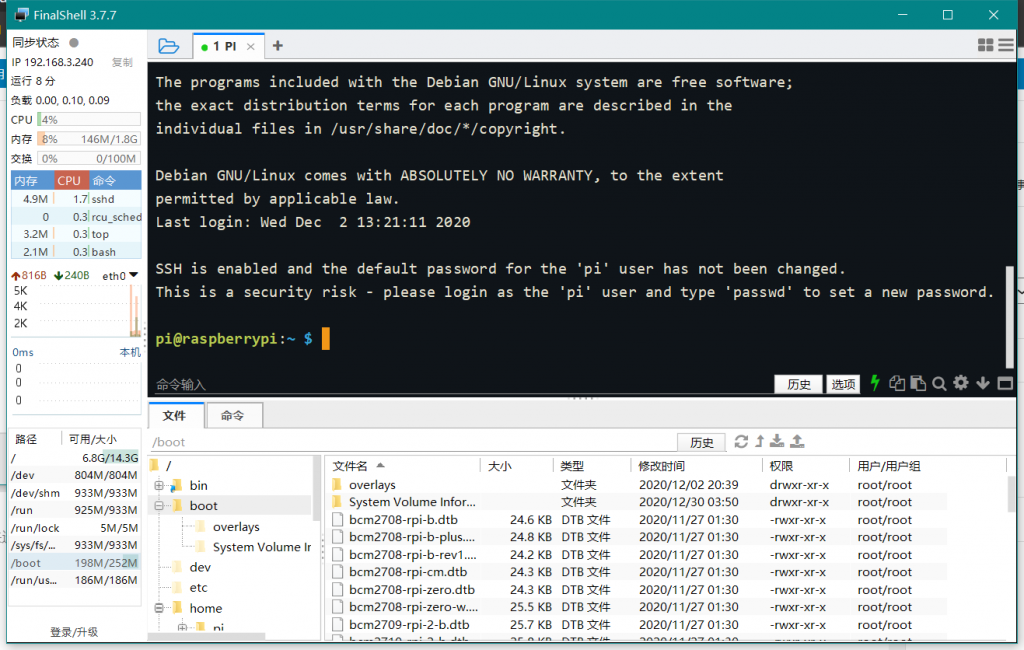 FinalShell 3.7.7
同步状态
IP 192.168.3.240 复制
运行 8 分
负载 0.00, 0.10, 0.09
CPU 4%
内存 8% 146M/1.8G
交换 0% 0/100M
内存 CPU 命令
4.9M 1.7 sshd
0 0.3 rcu_sched
3.2M 0.3 top
2.1M 0.3 bash
816B 240B eth0
5K
4K
2K
0ms 本机
0
0
0
路径 可用/大小
/ 6.8G/14.3G
/dev 804M/804M
/dev/shm 933M/933M
/run 925M/933M
/run/lock 5M/5M
/sys/fs/... 933M/933M
/boot 198M/252M
/run/us... 186M/186M
登录/升级
1 PI
The programs included with the Debian GNU/Linux system are free software;
the exact distribution terms for each program are described in the
individual files in /usr/share/doc/*/copyright.
Debian GNU/Linux comes with ABSOLUTELY NO WARRANTY, to the extent
permitted by applicable law.
Last login: Wed Dec  2 13:21:11 2020
SSH is enabled and the default password for the 'pi' user has not been changed.
This is a security risk - please login as the 'pi' user and type 'passwd' to set a new password.
pi@raspberrypi:~ $
命令输入 历史 选项
文件 命令
/boot 历史
/
bin
boot
overlays
System Volume Ir
dev
etc
home
pi
文件名 大小 类型 修改时间 权限 用户/用户组
overlays 文件夹 2020/12/02 20:39 drwxr-xr-x root/root
System Volume Infor... 文件夹 2020/12/30 03:50 drwxr-xr-x root/root
bcm2708-rpi-b.dtb 24.6 KB DTB 文件 2020/11/27 01:30 -rwxr-xr-x root/root
bcm2708-rpi-b-plus.... 24.8 KB DTB 文件 2020/11/27 01:30 -rwxr-xr-x root/root
bcm2708-rpi-b-rev1.... 24.2 KB DTB 文件 2020/11/27 01:30 -rwxr-xr-x root/root
bcm2708-rpi-cm.dtb 24.3 KB DTB 文件 2020/11/27 01:30 -rwxr-xr-x root/root
bcm2708-rpi-zero.dtb 24.3 KB DTB 文件 2020/11/27 01:30 -rwxr-xr-x root/root
bcm2708-rpi-zero-w.... 25.5 KB DTB 文件 2020/11/27 01:30 -rwxr-xr-x root/root
bcm2709-rpi-2-b.dtb 25.7 KB DTB 文件 2020/11/27 01:30 -rwxr-xr-x root/root
bcm2710-rpi-2-b.dtb 25.8 KB DTB 文件 2020/11/27 01:30 -rwxr-xr-x root/root